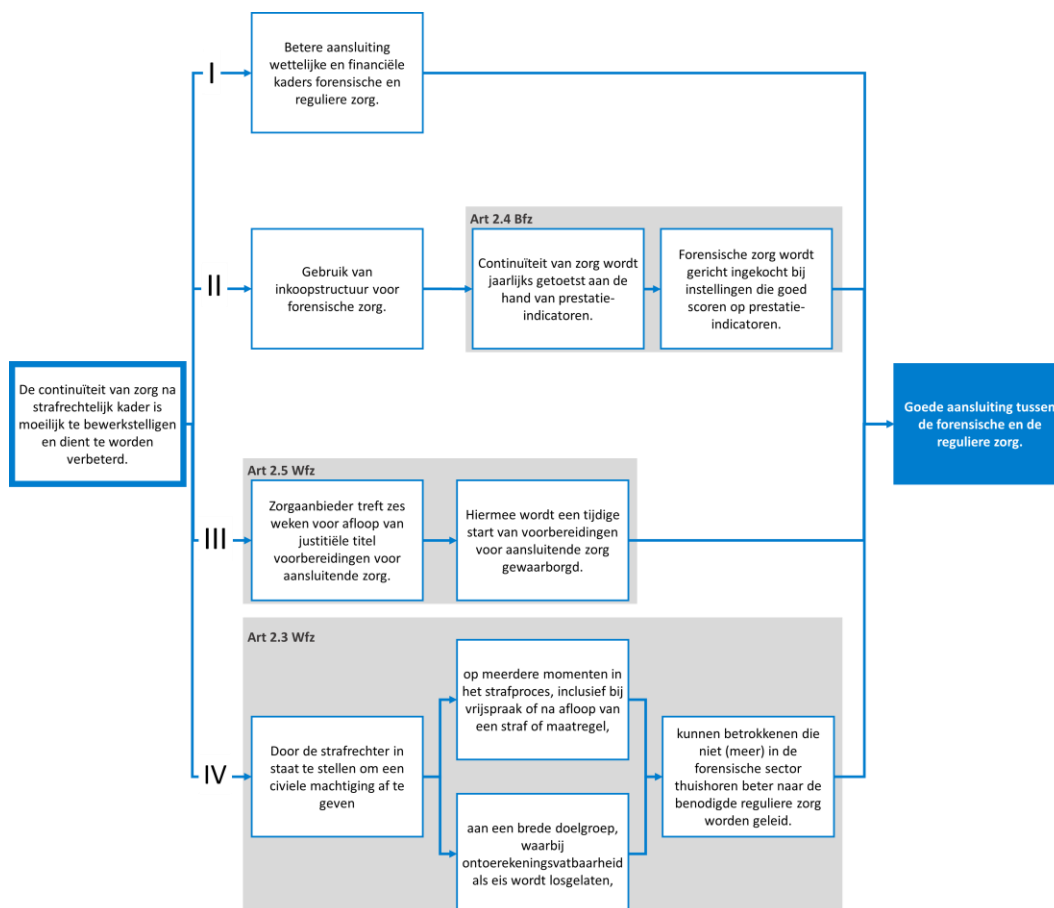 Betere aansluiting
wettelijke en financiële
kaders forensische en
reguliere zorg.
I
Art 2.4 Bfz
II
Gebruik van
inkoopstructuur voor
forensische zorg.
Continuïteit van zorg wordt
jaarlijks getoetst aan de
hand van prestatie-
indicatoren.
Forensische zorg wordt
gericht ingekocht bij
instellingen die goed
scoren op prestatie-
indicatoren.
De continuïteit van zorg na
strafrechtelijk kader is
moeilijk te bewerkstelligen
en dient te worden
verbeterd.
Goede aansluiting tussen
de forensische en de
reguliere zorg.
Art 2.5 Wfz
III
Zorgaanbieder treft zes
weken voor afloop van
justitiële titel
voorbereidingen voor
aansluitende zorg.
Hiermee wordt een tijdige
start van voorbereidingen
voor aansluitende zorg
gewaarborgd.
Art 2.3 Wfz
IV
Door de strafrechter in
staat te stellen om een
civiele machtiging af te
geven
op meerdere momenten in
het strafproces, inclusief bij
vrijspraak of na afloop van
een straf of maatregel,
aan een brede doelgroep,
waarbij
ontoerekeningsvatbaarheid
als eis wordt losgelaten,
kunnen betrokkenen die
niet (meer) in de
forensische sector
thuishoren beter naar de
benodigde reguliere zorg
worden geleid.